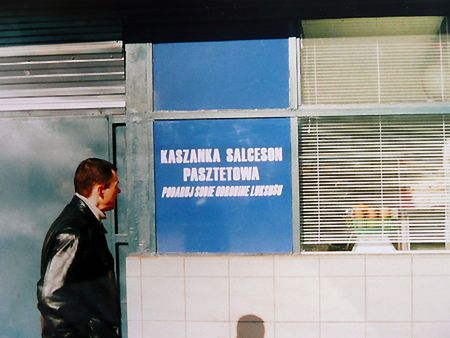 KASZANKA SALCESON
PASZTETOWA
PODARUJ SOBIE ODROBINĘ LUKSUSU